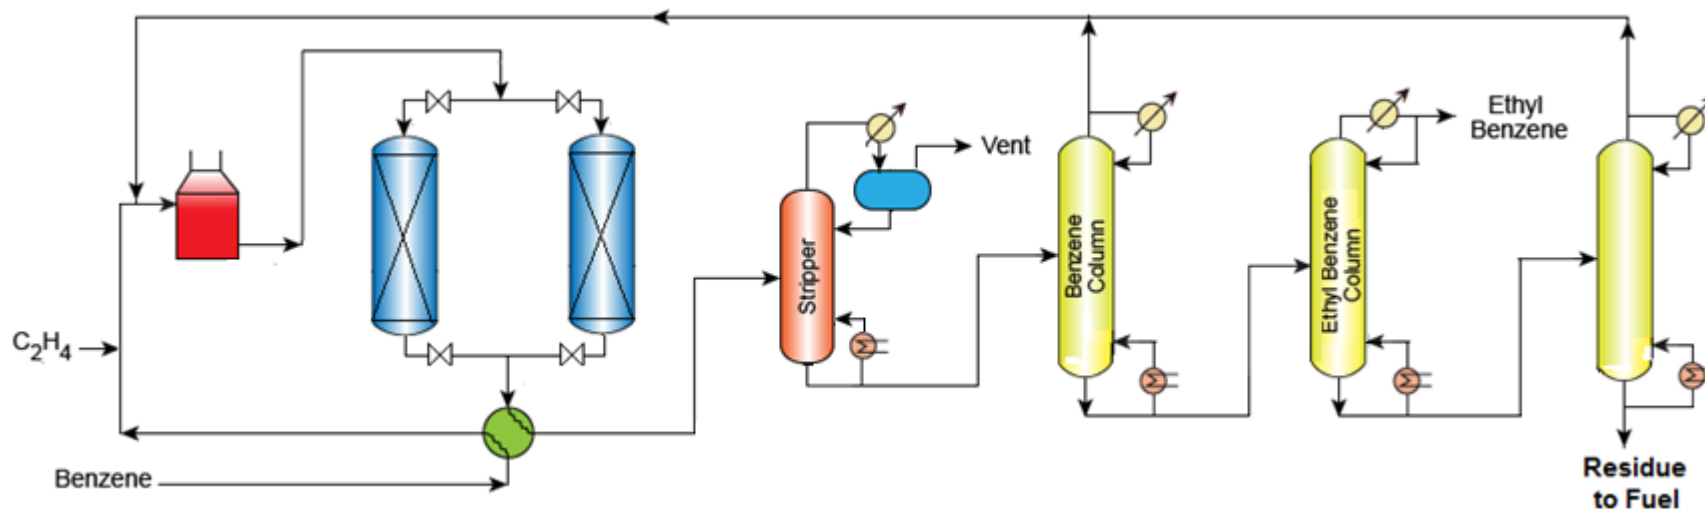 Vent
Ethyl
Benzene
Stripper
Benzene
Column
Ethyl Benzene
Column
C₂H₄
Benzene
Residue
to Fuel